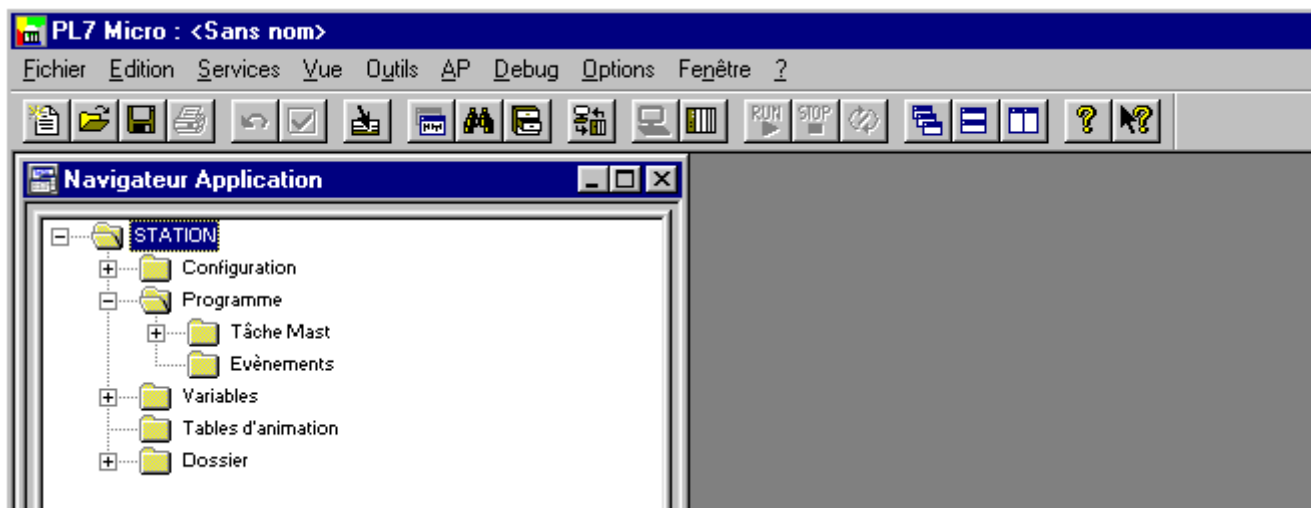 PL7 Micro : <Sans nom>
Fichier Edition Services Vue Outils AP Debug Options Fenêtre ?
RUN STOP
Navigateur Application
STATION
Configuration
Programme
Tâche Mast
Evènements
Variables
Tables d'animation
Dossier